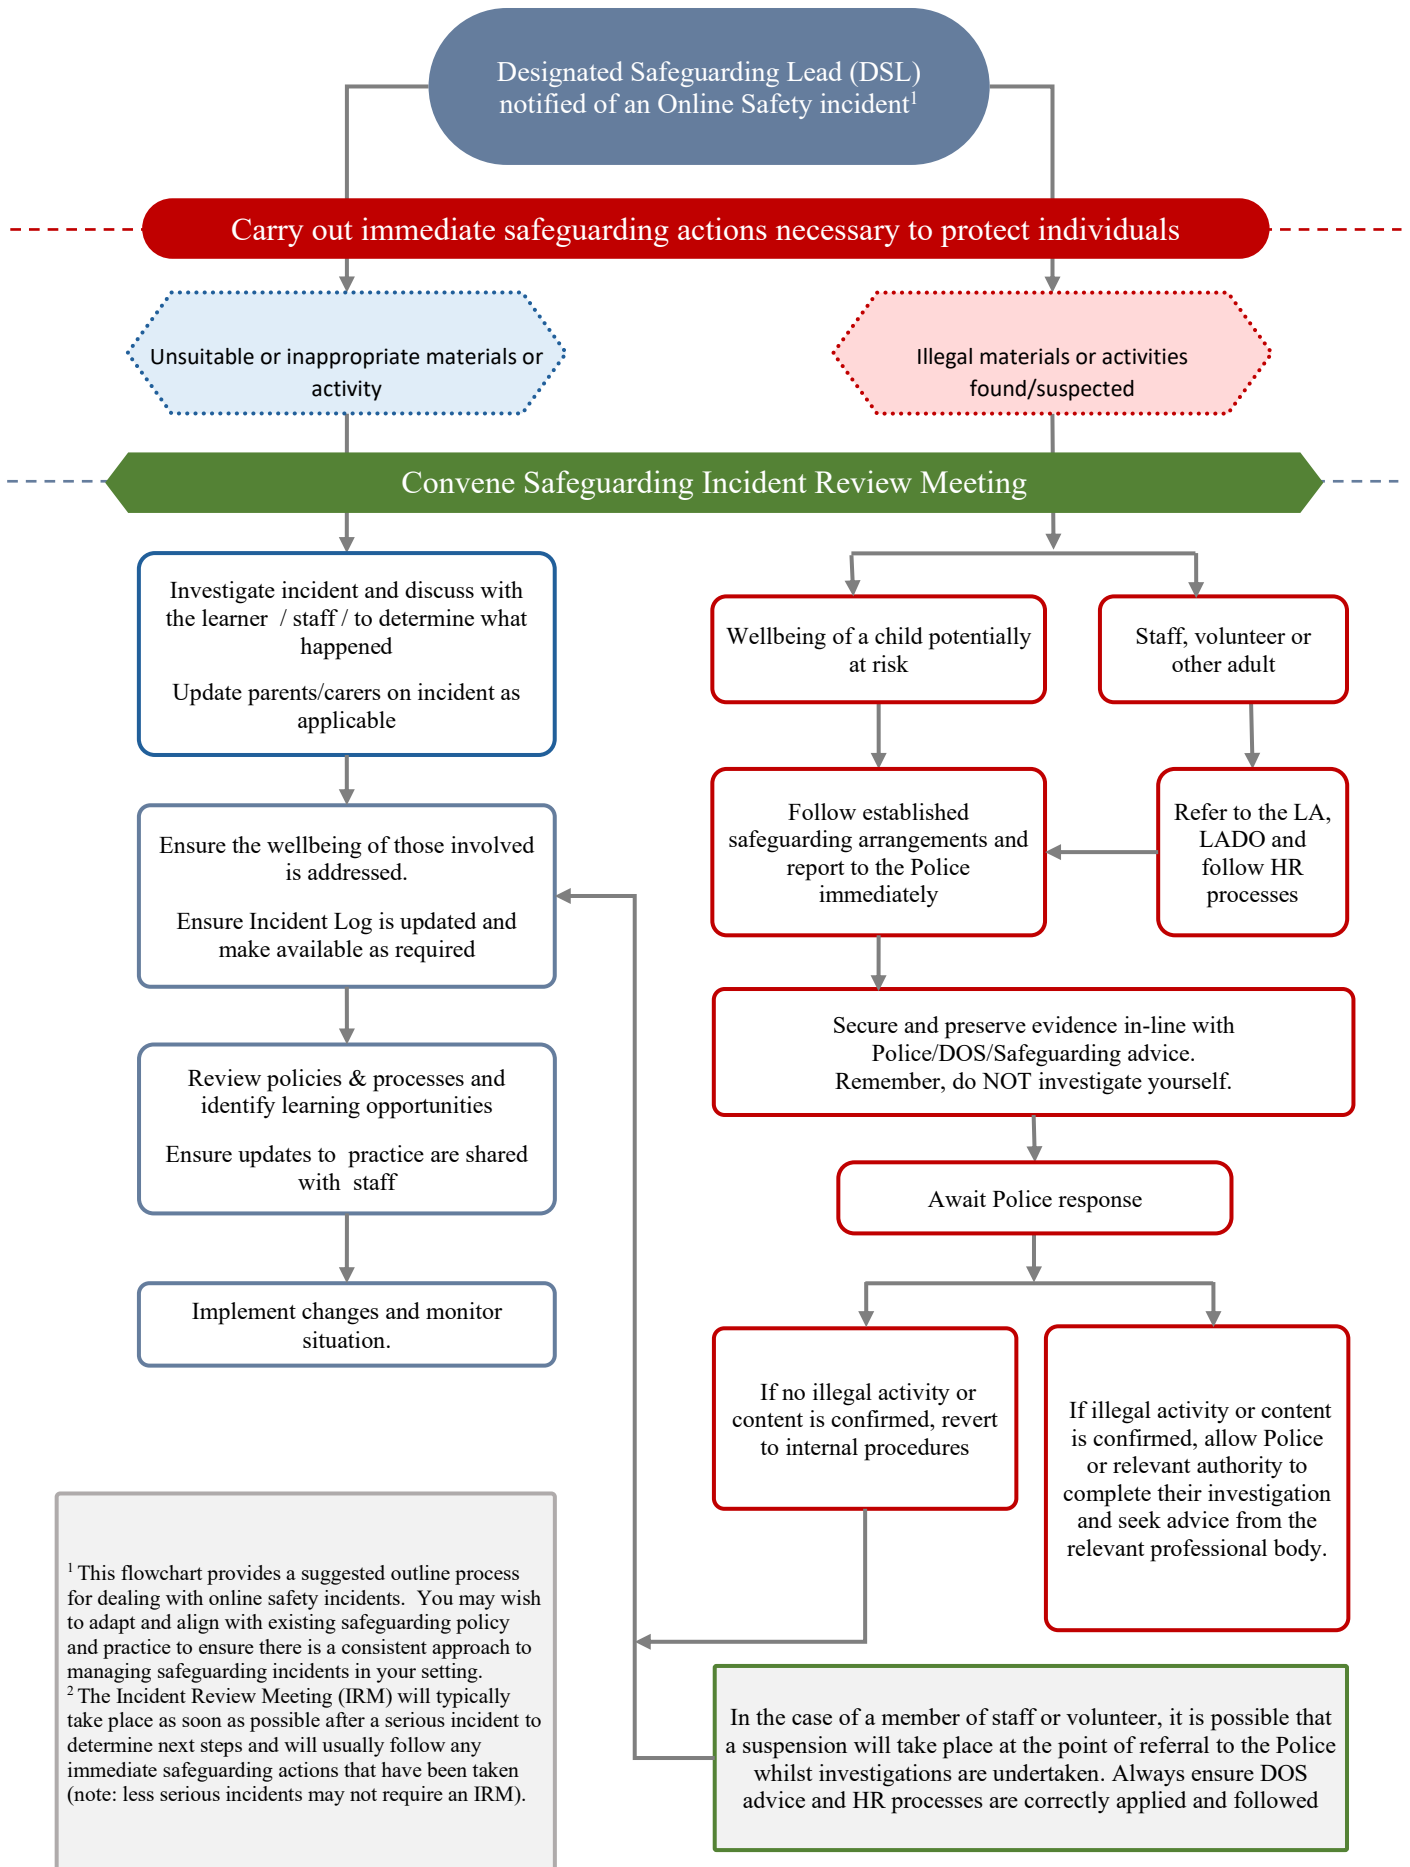 Designated Safeguarding Lead (DSL)
notified of an Online Safety incident¹
Carry out immediate safeguarding actions necessary to protect individuals
Unsuitable or inappropriate materials or
activity
Illegal materials or activities
found/suspected
Convene Safeguarding Incident Review Meeting
Investigate incident and discuss with
the learner  / staff / to determine what
happened
Update parents/carers on incident as
applicable
Ensure the wellbeing of those involved
is addressed.
Ensure Incident Log is updated and
make available as required
Review policies & processes and
identify learning opportunities
Ensure updates to  practice are shared
with  staff
Implement changes and monitor
situation.
Wellbeing of a child potentially
at risk
Staff, volunteer or
other adult
Follow established
safeguarding arrangements and
report to the Police
immediately
Refer to the LA,
LADO and
follow HR
processes
Secure and preserve evidence in-line with
Police/DOS/Safeguarding advice.
Remember, do NOT investigate yourself.
Await Police response
If no illegal activity or
content is confirmed, revert
to internal procedures
If illegal activity or content
is confirmed, allow Police
or relevant authority to
complete their investigation
and seek advice from the
relevant professional body.
¹ This flowchart provides a suggested outline process
for dealing with online safety incidents.  You may wish
to adapt and align with existing safeguarding policy
and practice to ensure there is a consistent approach to
managing safeguarding incidents in your setting.
² The Incident Review Meeting (IRM) will typically
take place as soon as possible after a serious incident to
determine next steps and will usually follow any
immediate safeguarding actions that have been taken
(note: less serious incidents may not require an IRM).
In the case of a member of staff or volunteer, it is possible that
a suspension will take place at the point of referral to the Police
whilst investigations are undertaken. Always ensure DOS
advice and HR processes are correctly applied and followed